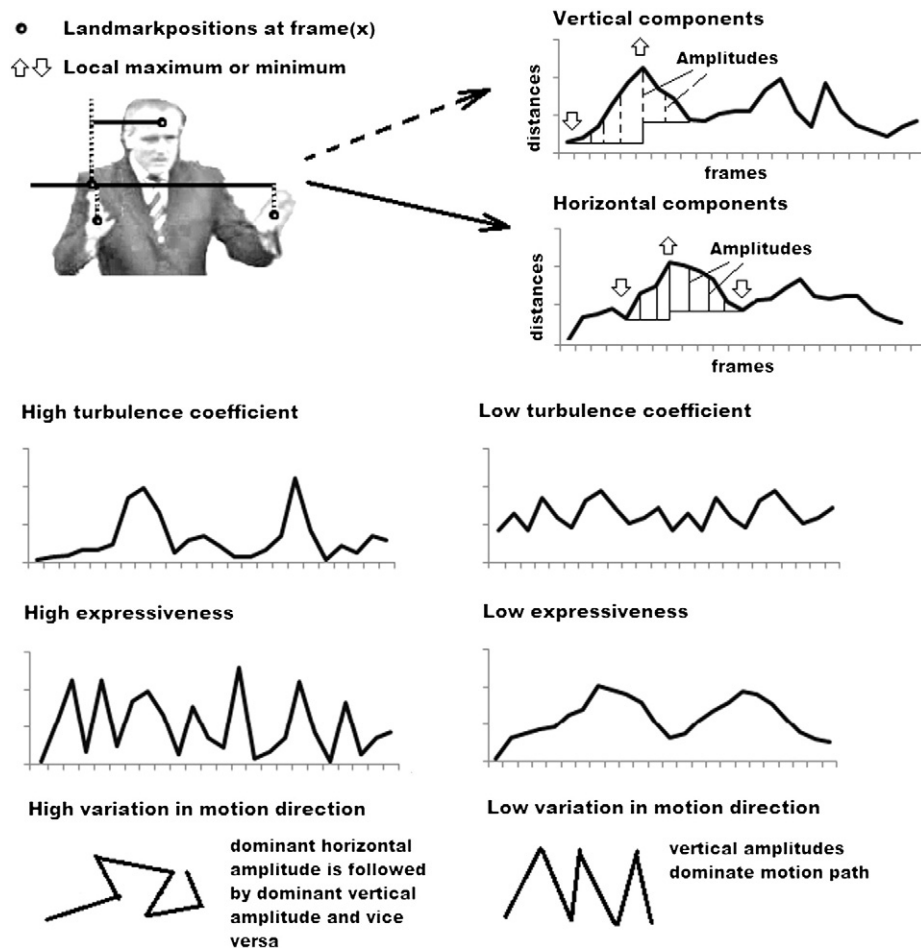 Landmarkpositions at frame(x)
Local maximum or minimum
Vertical components
Amplitudes
distances
frames
Horizontal components
Amplitudes
distances
frames
High turbulence coefficient
Low turbulence coefficient
High expressiveness
Low expressiveness
High variation in motion direction
dominant horizontal
amplitude is followed
by dominant vertical
amplitude and vice
versa
Low variation in motion direction
vertical amplitudes
dominate motion path